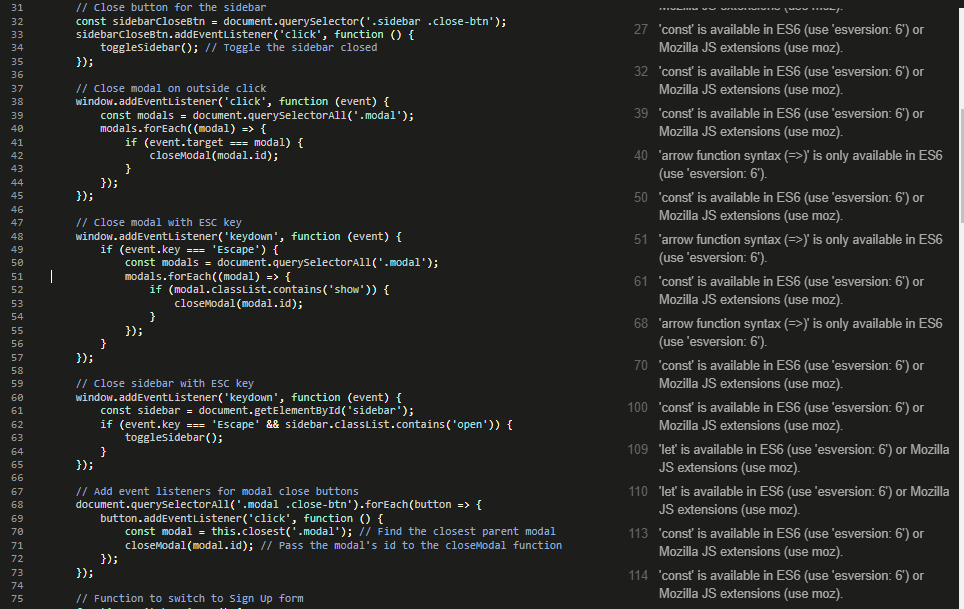 31 // Close button for the sidebar
32 const sidebarCloseBtn = document.querySelector('.sidebar .close-btn');
33 sidebarCloseBtn.addEventListener('click', function () {
34 toggleSidebar(); // Toggle the sidebar closed
35 });
36
37 // Close modal on outside click
38 window.addEventListener('click', function (event) {
39 const modals = document.querySelectorAll('.modal');
40 modals.forEach((modal) => {
41 if (event.target === modal) {
42 closeModal(modal.id);
43 }
44 });
45 });
46
47 // Close modal with ESC key
48 window.addEventListener('keydown', function (event) {
49 if (event.key === 'Escape') {
50 const modals = document.querySelectorAll('.modal');
51 modals.forEach((modal) => {
52 if (modal.classList.contains('show')) {
53 closeModal(modal.id);
54 }
55 });
56 }
57 });
58
59 // Close sidebar with ESC key
60 window.addEventListener('keydown', function (event) {
61 const sidebar = document.getElementById('sidebar');
62 if (event.key === 'Escape' && sidebar.classList.contains('open')) {
63 toggleSidebar();
64 }
65 });
66
67 // Add event listeners for modal close buttons
68 document.querySelectorAll('.modal .close-btn').forEach(button => {
69 button.addEventListener('click', function () {
70 const modal = this.closest('.modal'); // Find the closest parent modal
71 closeModal(modal.id); // Pass the modal's id to the closeModal function
72 });
73 });
74
75 // Function to switch to Sign Up form
Mozilla JS extensions (use moz).
27 'const' is available in ES6 (use 'esversion: 6') or
Mozilla JS extensions (use moz).
32 'const' is available in ES6 (use 'esversion: 6') or
Mozilla JS extensions (use moz).
39 'const' is available in ES6 (use 'esversion: 6') or
Mozilla JS extensions (use moz).
40 'arrow function syntax (=>)' is only available in ES6
(use 'esversion: 6').
50 'const' is available in ES6 (use 'esversion: 6') or
Mozilla JS extensions (use moz).
51 'arrow function syntax (=>)' is only available in ES6
(use 'esversion: 6').
61 'const' is available in ES6 (use 'esversion: 6') or
Mozilla JS extensions (use moz).
68 'arrow function syntax (=>)' is only available in ES6
(use 'esversion: 6').
70 'const' is available in ES6 (use 'esversion: 6') or
Mozilla JS extensions (use moz).
100 'const' is available in ES6 (use 'esversion: 6') or
Mozilla JS extensions (use moz).
109 'let' is available in ES6 (use 'esversion: 6') or Mozilla
JS extensions (use moz).
110 'let' is available in ES6 (use 'esversion: 6') or Mozilla
JS extensions (use moz).
113 'const' is available in ES6 (use 'esversion: 6') or
Mozilla JS extensions (use moz).
114 'const' is available in ES6 (use 'esversion: 6') or
Mozilla JS extensions (use moz).